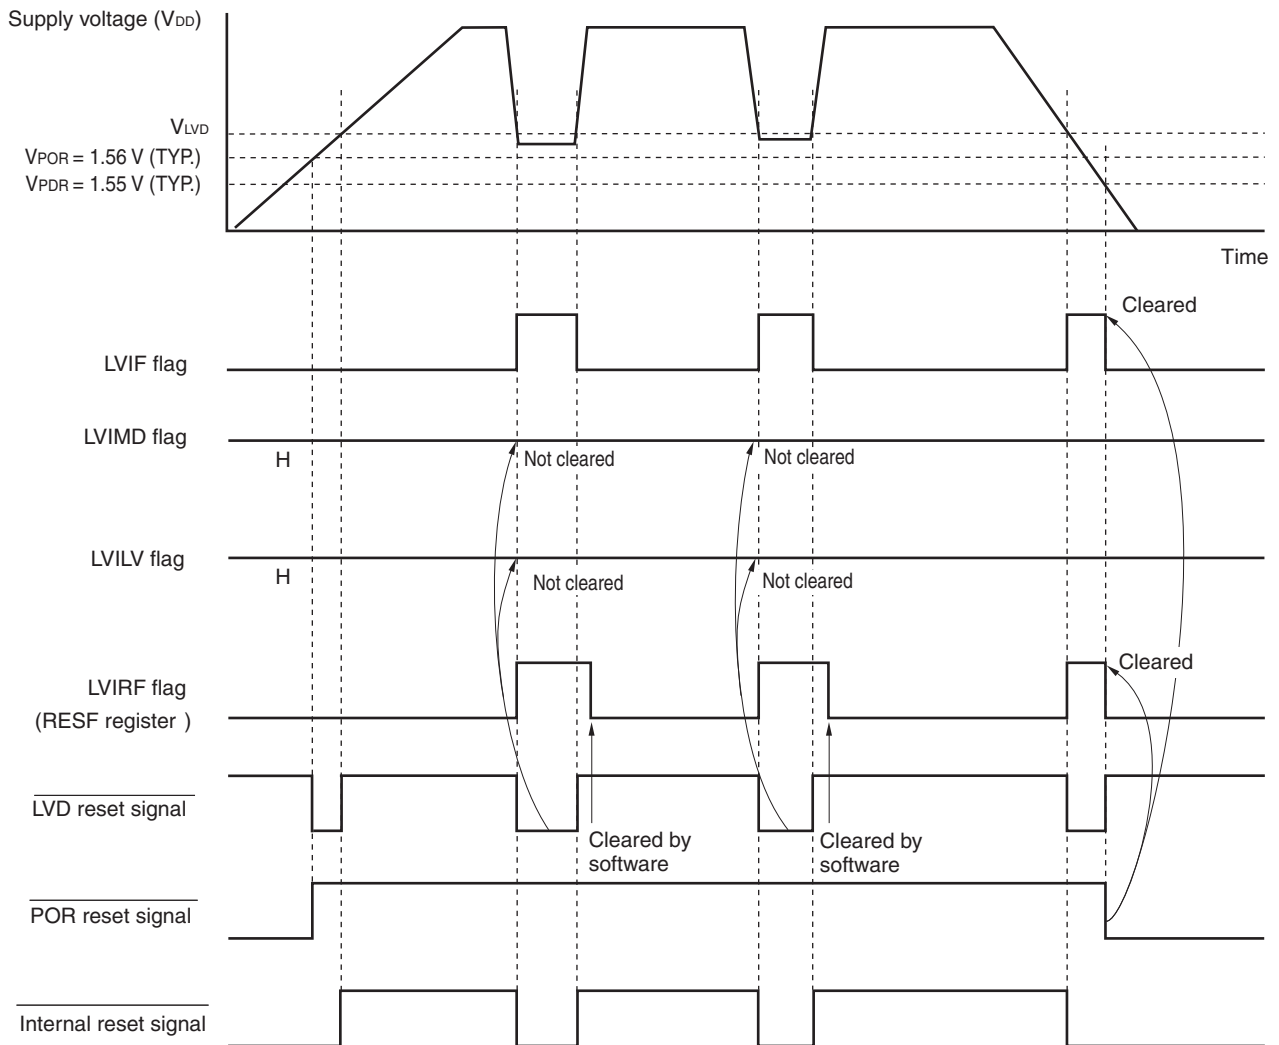 Supply voltage (VDD)
VLVD
VPOR = 1.56 V (TYP.)
VPDR = 1.55 V (TYP.)
Time
Cleared
LVIF flag
LVIMD flag
H
Not cleared
Not cleared
LVILV flag
H
Not cleared
Not cleared
Cleared
LVIRF flag
(RESF register )
LVD reset signal
Cleared by
software
Cleared by
software
POR reset signal
Internal reset signal